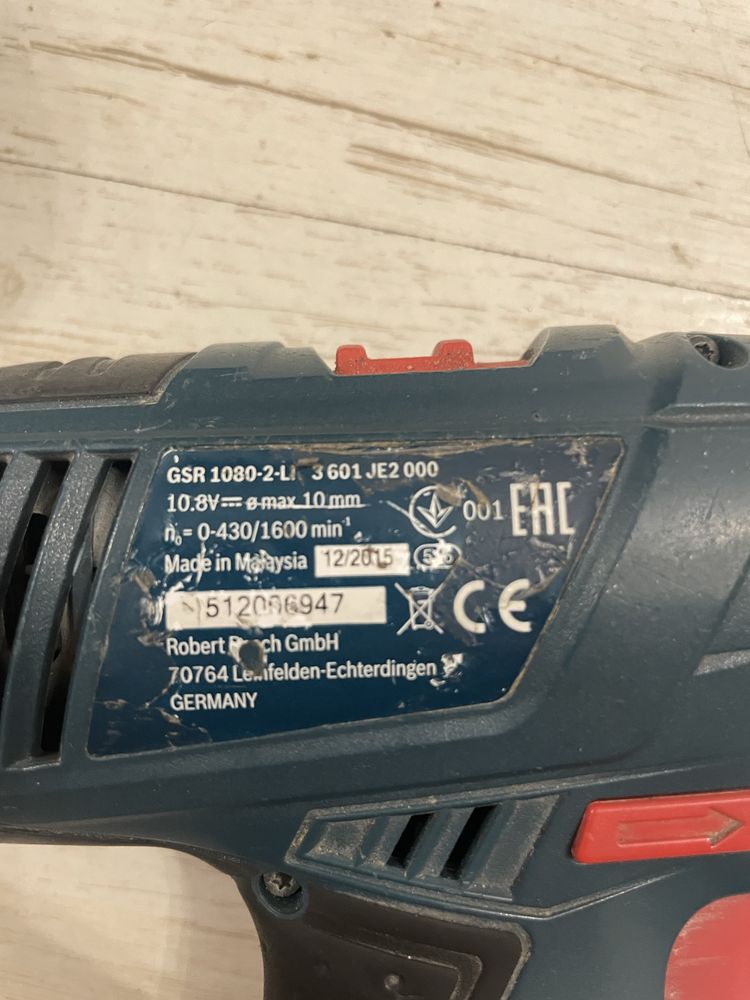 GSR 1080-2-LI 3 601 JE2 000
10.8V ø max 10 mm 001 EAC
n₀= 0-430/1600 min⁻¹
Made in Malaysia 12/2015
512006947 CE
Robert Bosch GmbH
70764 Leinfelden-Echterdingen
GERMANY